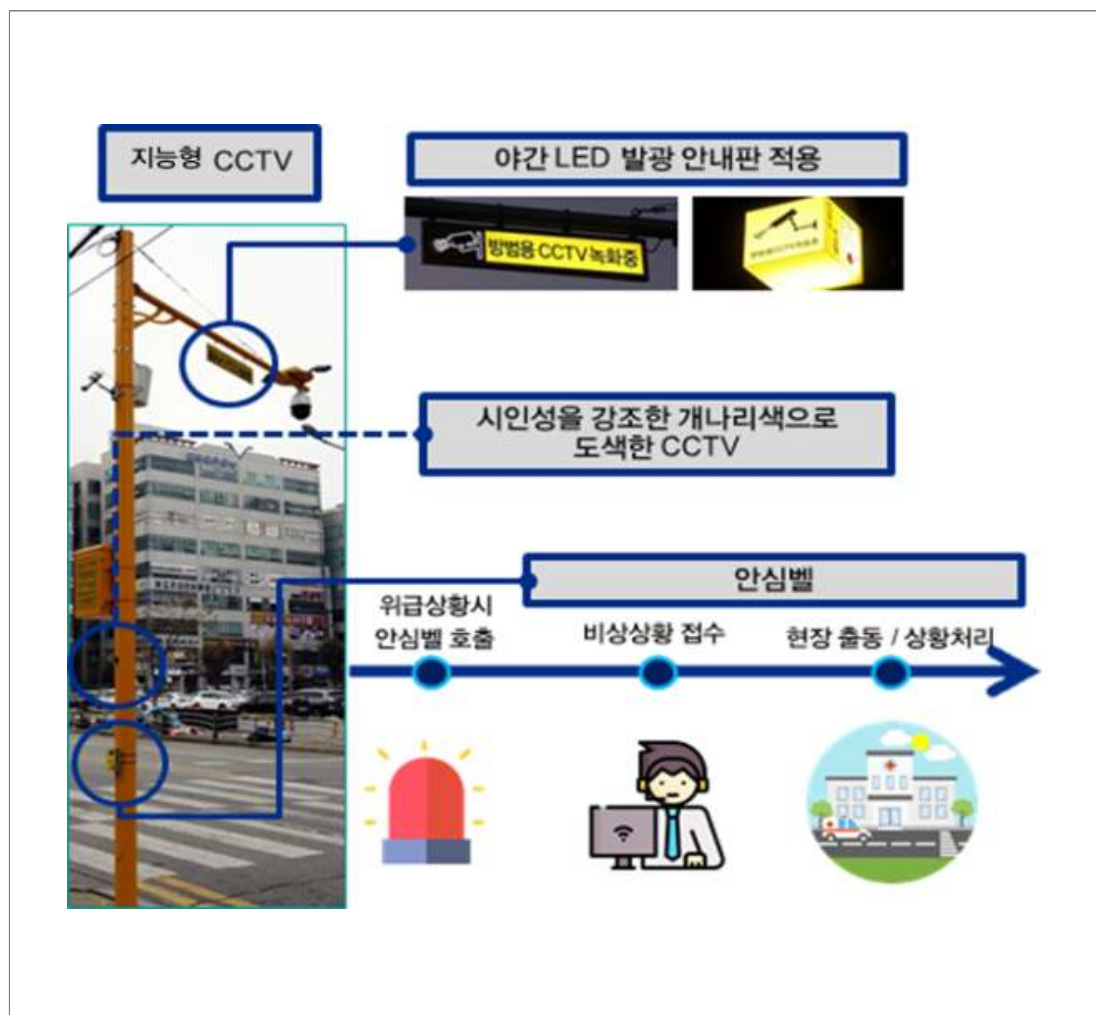 지능형 CCTV
야간 LED 발광 안내판 적용
방범용 CCTV 녹화중
시인성을 강조한 개나리색으로
도색한 CCTV
안심벨
위급상황시
안심벨 호출
비상상황 접수
현장 출동 / 상황처리